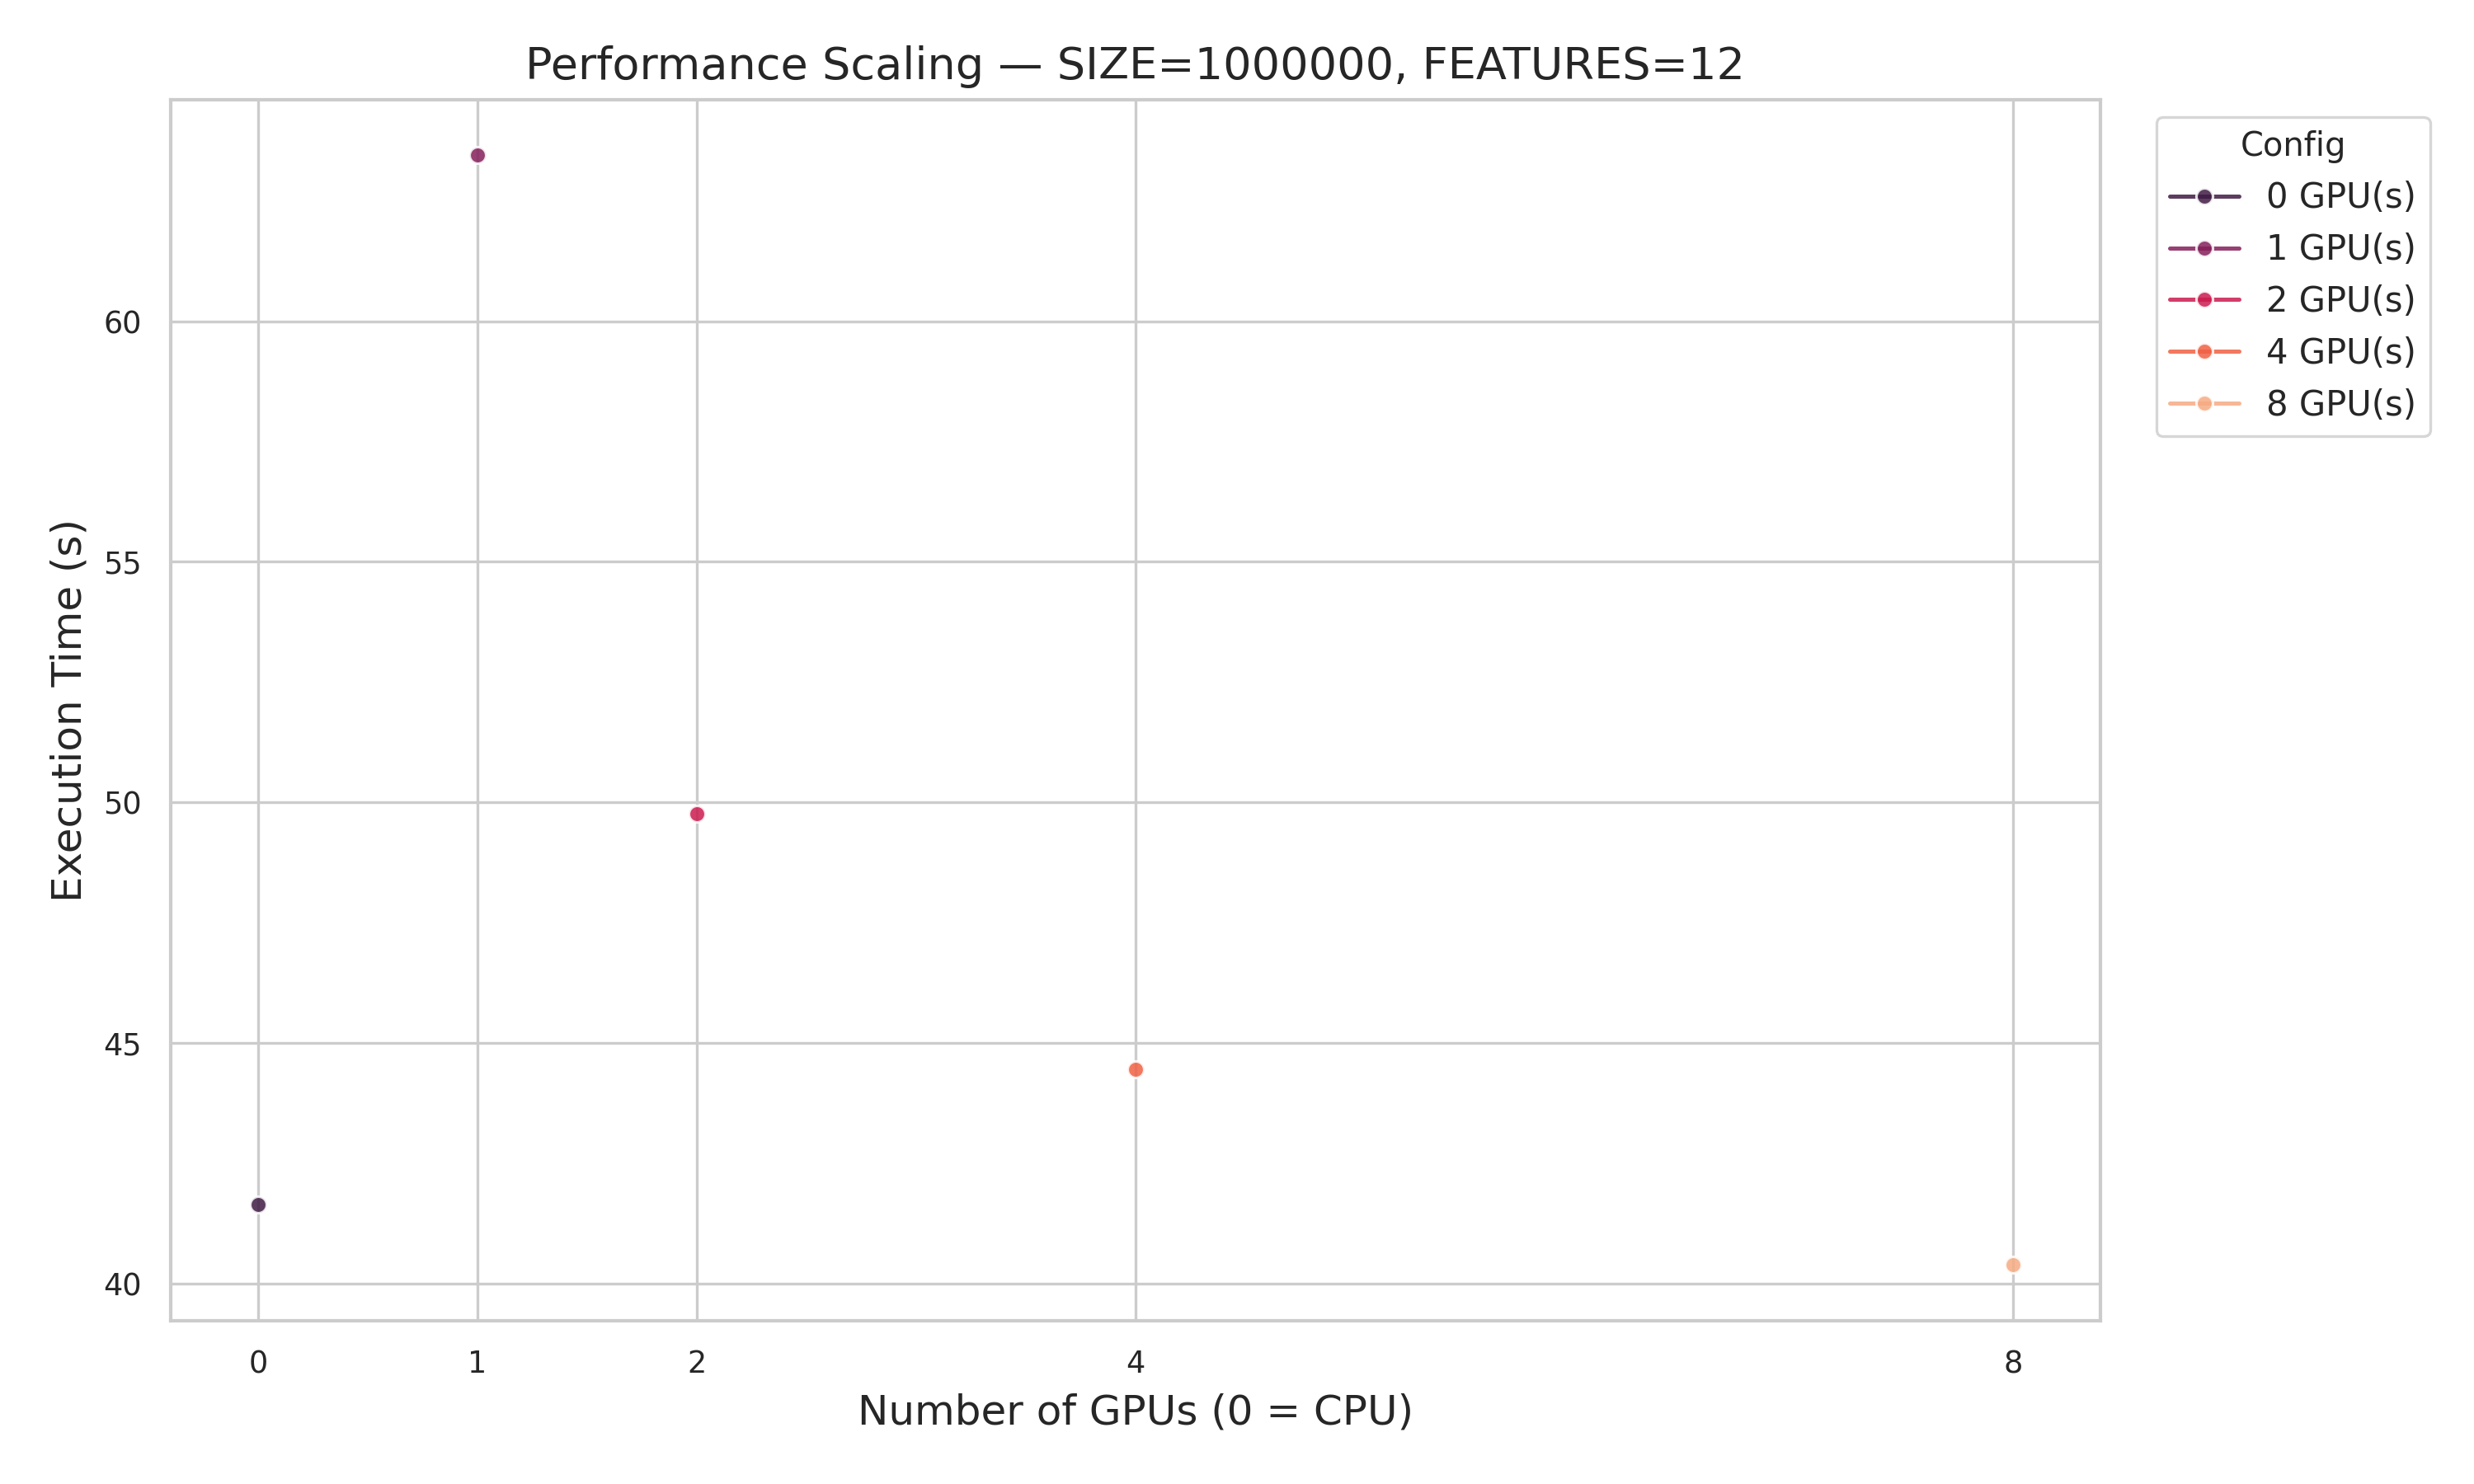 Performance Scaling — SIZE=1000000, FEATURES=12
Config
0 GPU(s)
1 GPU(s)
2 GPU(s)
4 GPU(s)
8 GPU(s)
Execution Time (s)
60
55
50
45
40
0 1 2 4 8
Number of GPUs (0 = CPU)